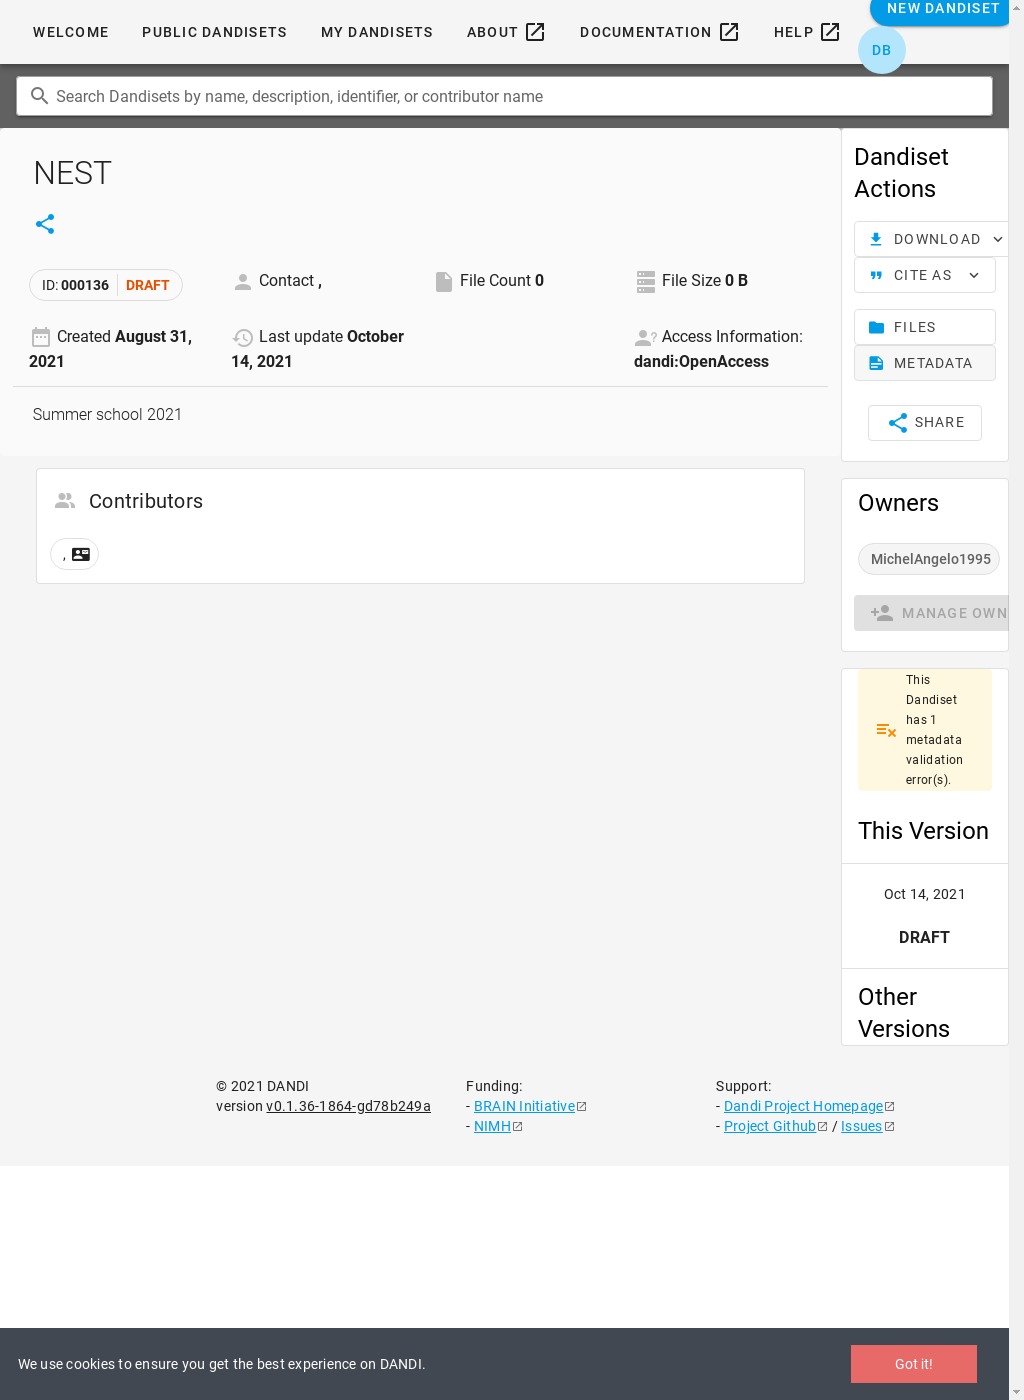 WELCOME
PUBLIC DANDISETS
MY DANDISETS
ABOUT
DOCUMENTATION
HELP
NEW DANDISET
DB
Search Dandisets by name, description, identifier, or contributor name
NEST
ID: 000136 DRAFT
Contact ,
File Count 0
File Size 0 B
Created August 31,
2021
Last update October
14, 2021
Access Information:
dandi:OpenAccess
Summer school 2021
Contributors
,
Dandiset
Actions
DOWNLOAD
CITE AS
FILES
METADATA
SHARE
Owners
MichelAngelo1995
MANAGE OWN
This
Dandiset
has 1
metadata
validation
error(s).
This Version
Oct 14, 2021
DRAFT
Other
Versions
© 2021 DANDI
version v0.1.36-1864-gd78b249a
Funding:
- BRAIN Initiative
- NIMH
Support:
- Dandi Project Homepage
- Project Github / Issues
We use cookies to ensure you get the best experience on DANDI.
Got it!